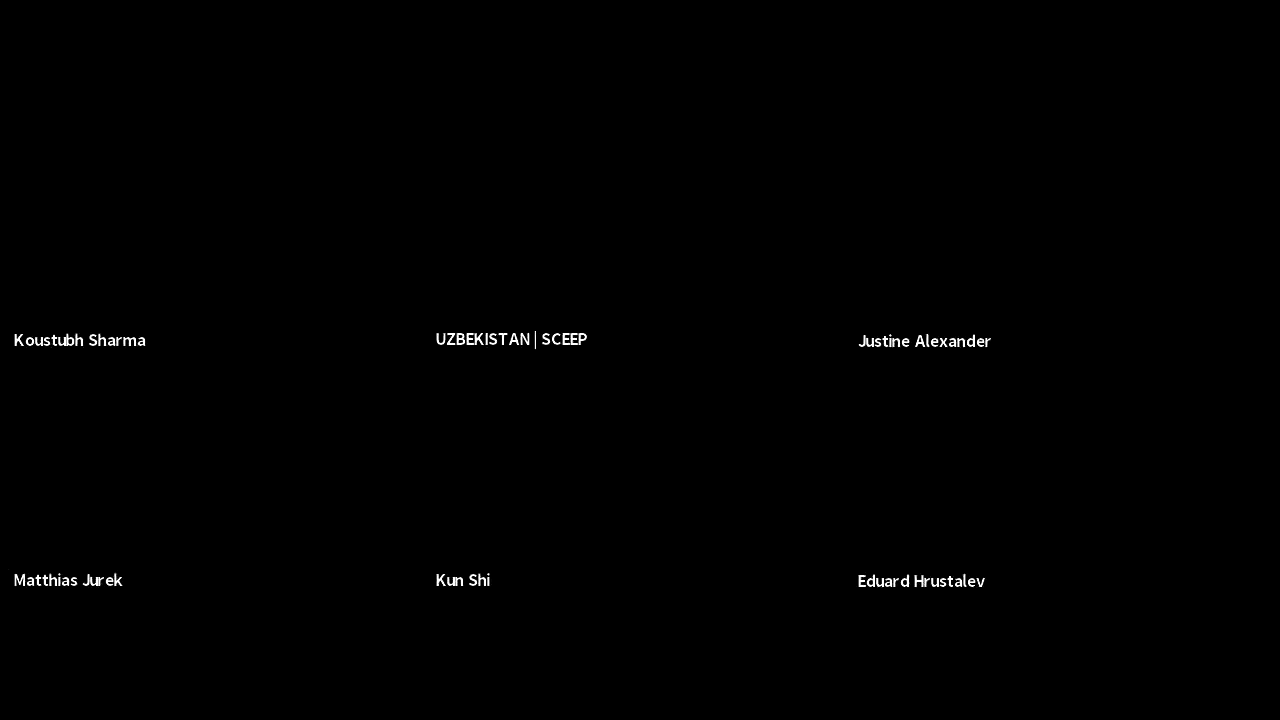 Koustubh Sharma
UZBEKISTAN | SCEEP
Justine Alexander
Matthias Jurek
Kun Shi
Eduard Hrustalev